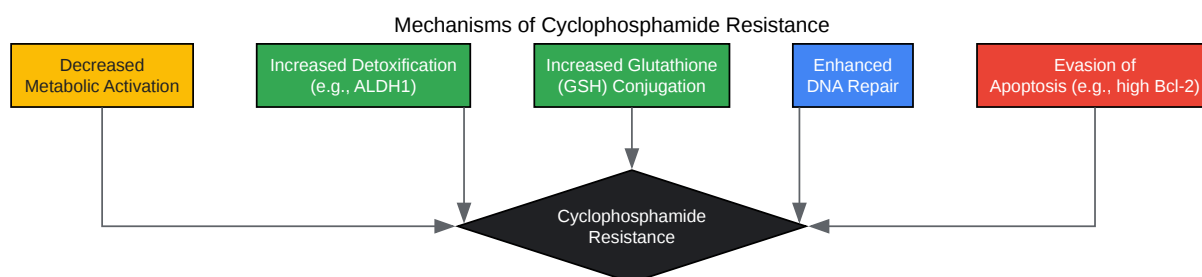 Mechanisms of Cyclophosphamide Resistance
Decreased
Metabolic Activation
Increased Detoxification
(e.g., ALDH1)
Increased Glutathione
(GSH) Conjugation
Enhanced
DNA Repair
Evasion of
Apoptosis (e.g., high Bcl-2)
Cyclophosphamide
Resistance